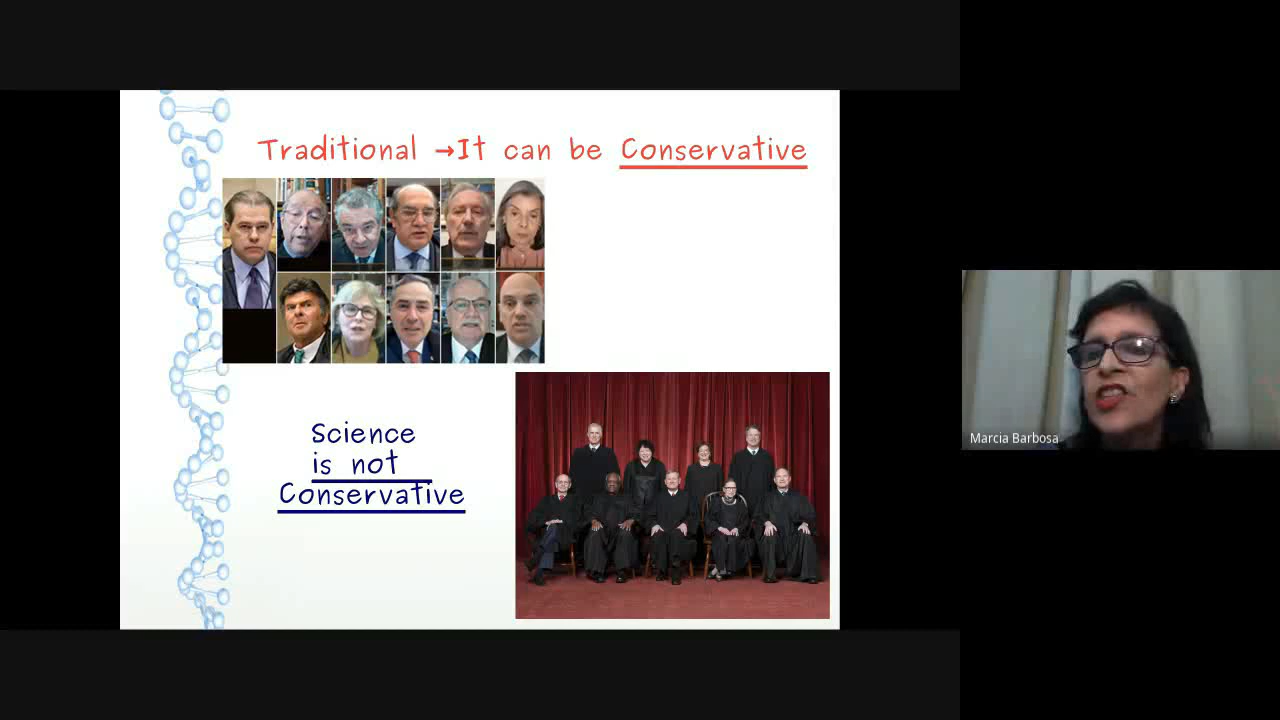 Traditional →It can be Conservative
Science
is not
Conservative
Marcia Barbosa